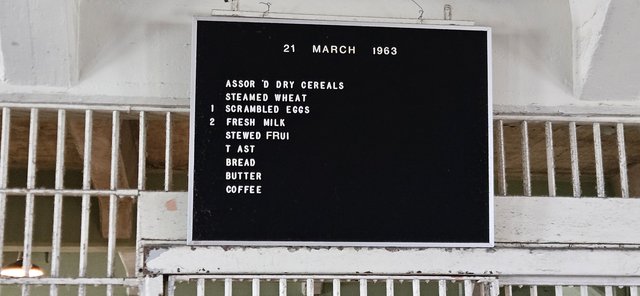 21 MARCH 1963
ASSOR 'D DRY CEREALS
STEAMED WHEAT
1 SCRAMBLED EGGS
2 FRESH MILK
STEWED FRUI
T AST
BREAD
BUTTER
COFFEE